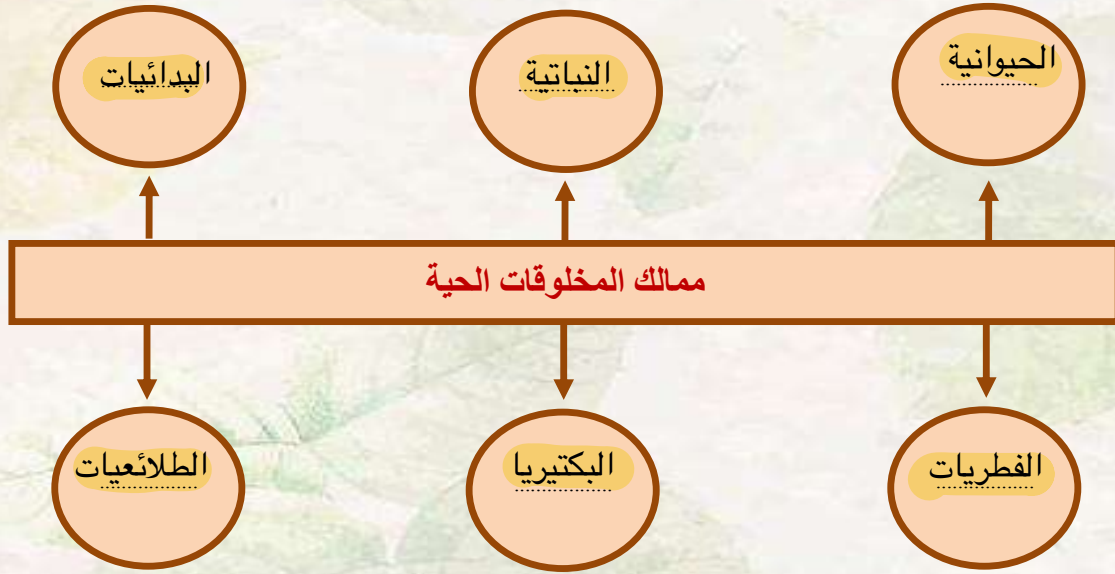 الحيوانية
النباتية
البدائيات
ممالك المخلوقات الحية
الفطريات
البكتيريا
الطلائعيات